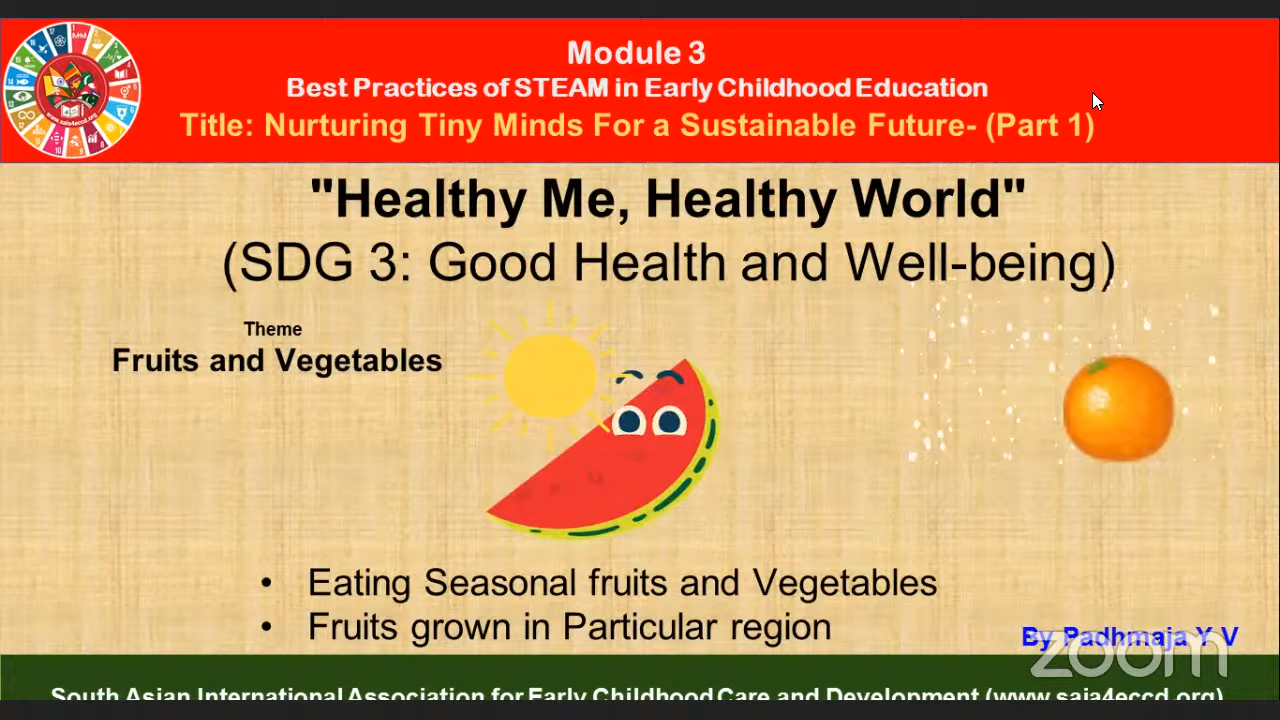 Module 3
Best Practices of STEAM in Early Childhood Education
Title: Nurturing Tiny Minds For a Sustainable Future- (Part 1)
"Healthy Me, Healthy World"
(SDG 3: Good Health and Well-being)
Theme
Fruits and Vegetables
• Eating Seasonal fruits and Vegetables
• Fruits grown in Particular region
By Padhmaja Y V
zoom
South Asian International Association for Early Childhood Care and Development (www.saia4eccd.org)
www.saia4eccd.org